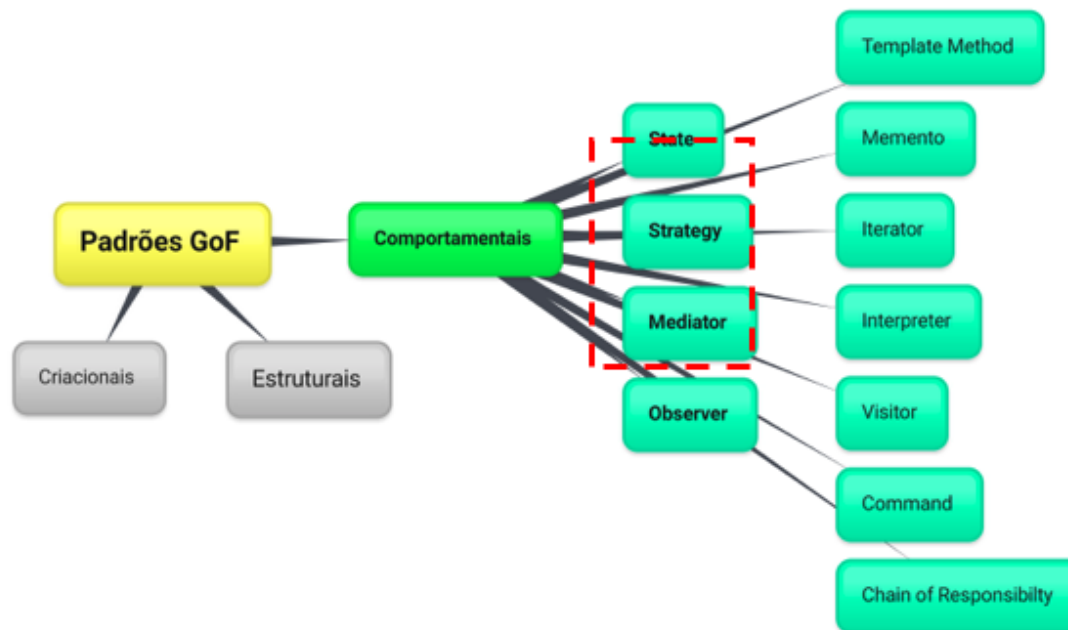 Padrões GoF
Criacionais
Estruturais
Comportamentais
State
Strategy
Mediator
Observer
Template Method
Memento
Iterator
Interpreter
Visitor
Command
Chain of Responsibilty